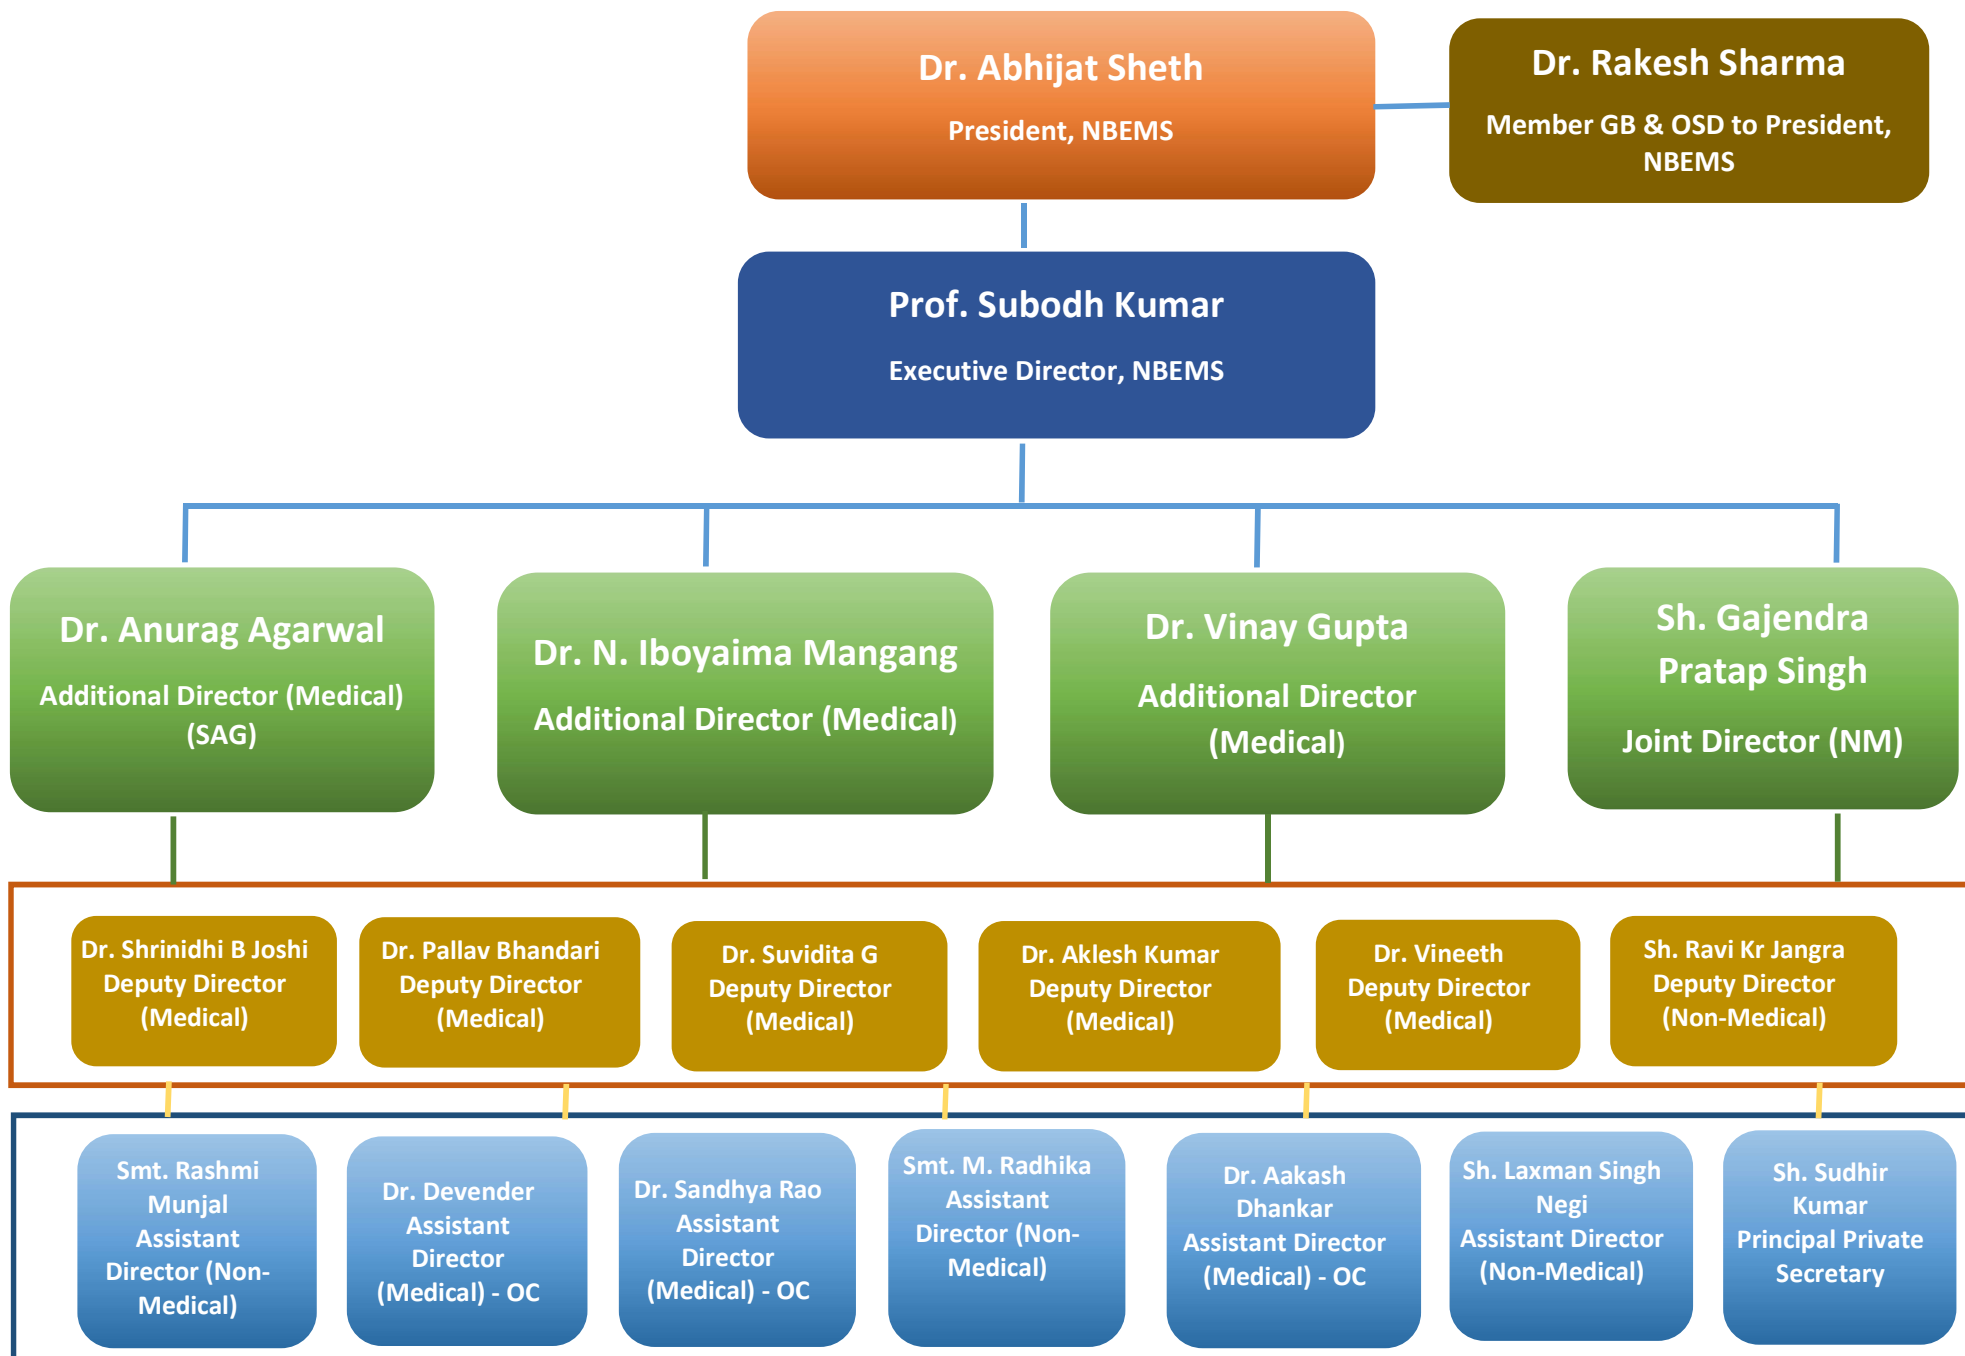 Dr. Abhijat Sheth
President, NBEMS
Dr. Rakesh Sharma
Member GB & OSD to President,
NBEMS
Prof. Subodh Kumar
Executive Director, NBEMS
Dr. Anurag Agarwal
Additional Director (Medical)
(SAG)
Dr. N. Iboyaima Mangang
Additional Director (Medical)
Dr. Vinay Gupta
Additional Director
(Medical)
Sh. Gajendra
Pratap Singh
Joint Director (NM)
Dr. Shrinidhi B Joshi
Deputy Director
(Medical)
Dr. Pallav Bhandari
Deputy Director
(Medical)
Dr. Suvidita G
Deputy Director
(Medical)
Dr. Aklesh Kumar
Deputy Director
(Medical)
Dr. Vineeth
Deputy Director
(Medical)
Sh. Ravi Kr Jangra
Deputy Director
(Non-Medical)
Smt. Rashmi
Munjal
Assistant
Director (Non-
Medical)
Dr. Devender
Assistant
Director
(Medical) - OC
Dr. Sandhya Rao
Assistant
Director
(Medical) - OC
Smt. M. Radhika
Assistant
Director (Non-
Medical)
Dr. Aakash
Dhankar
Assistant Director
(Medical) - OC
Sh. Laxman Singh
Negi
Assistant Director
(Non-Medical)
Sh. Sudhir
Kumar
Principal Private
Secretary